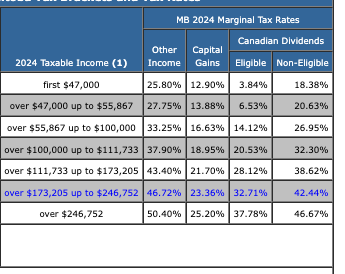 MB 2024 Marginal Tax Rates
2024 Taxable Income (1)
Other Income
Capital Gains
Canadian Dividends
Eligible Non-Eligible
first $47,000 25.80% 12.90% 3.84% 18.38%
over $47,000 up to $55,867 27.75% 13.88% 6.53% 20.63%
over $55,867 up to $100,000 33.25% 16.63% 14.12% 26.95%
over $100,000 up to $111,733 37.90% 18.95% 20.53% 32.30%
over $111,733 up to $173,205 43.40% 21.70% 28.12% 38.62%
over $173,205 up to $246,752 46.72% 23.36% 32.71% 42.44%
over $246,752 50.40% 25.20% 37.78% 46.67%